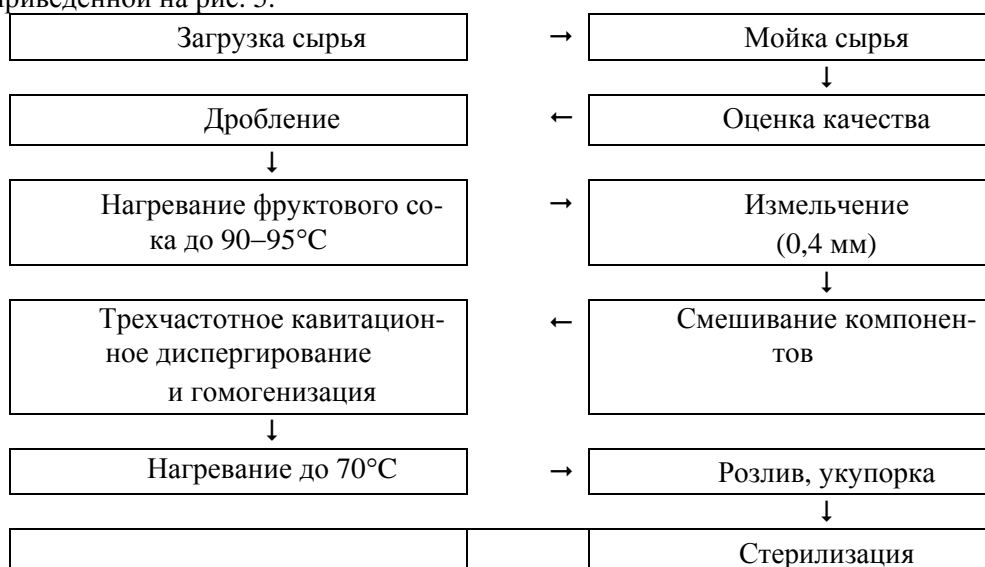 приведенной на рис. 3.
Загрузка сырья → Мойка сырья
↓
Дробление ← Оценка качества
↓
Нагревание фруктового со-
ка до 90–95°С
→ Измельчение
(0,4 мм)
↓
Трехчастотное кавитацион-
ное диспергирование
и гомогенизация
← Смешивание компонен-
тов
↓
Нагревание до 70°С → Розлив, укупорка
↓
Стерилизация